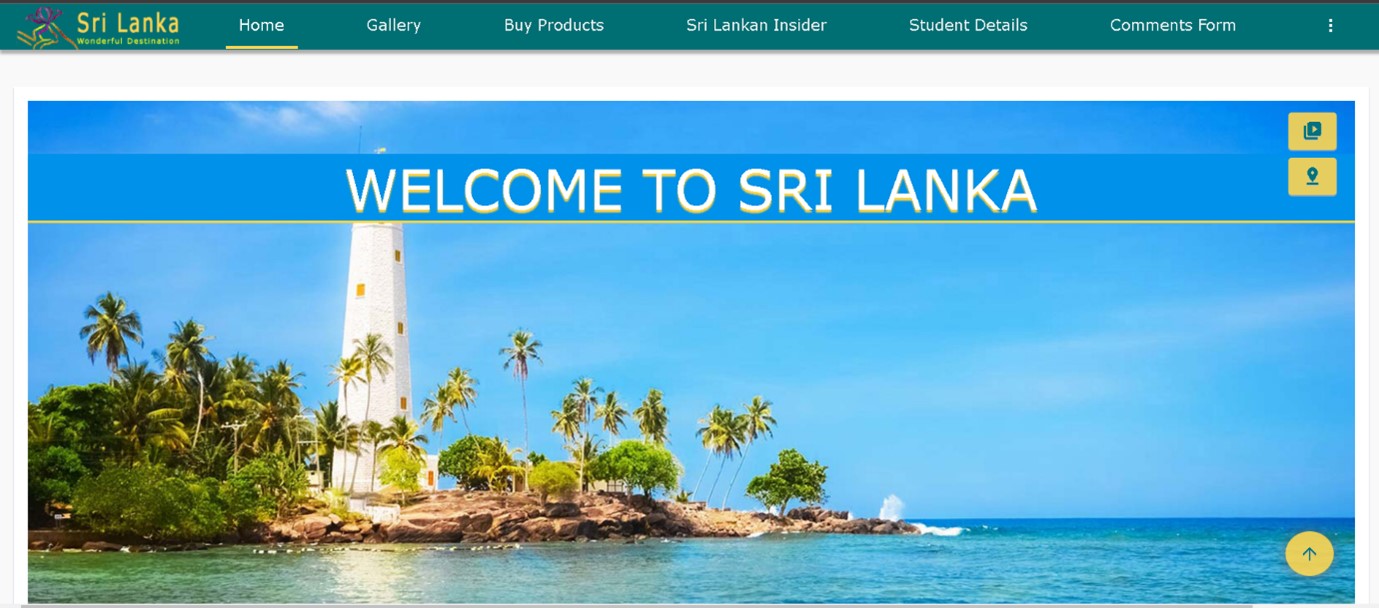 Sri Lanka
Wonderful Destination
Home
Gallery
Buy Products
Sri Lankan Insider
Student Details
Comments Form
WELCOME TO SRI LANKA